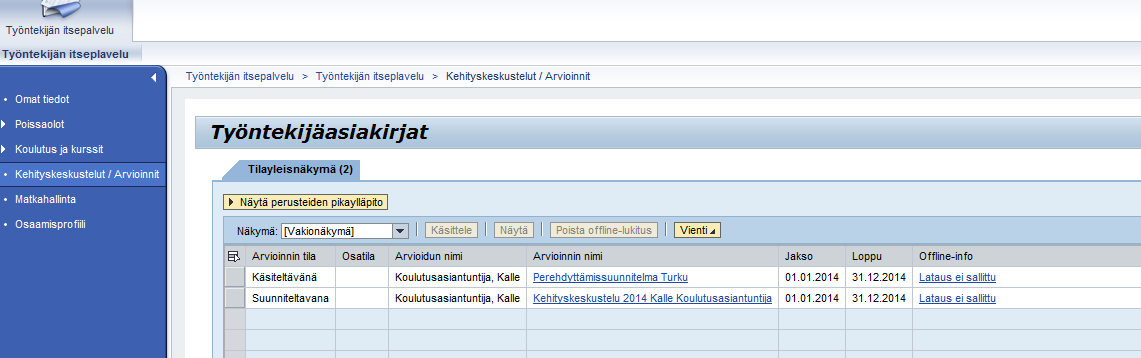 Työntekijän itsepalvelu
Työntekijän itseplavelu
Työntekijän itsepalvelu > Työntekijän itseplavelu > Kehityskeskustelut / Arvioinnit
Omat tiedot
Poissaolot
Koulutus ja kurssit
Kehityskeskustelut / Arvioinnit
Matkahallinta
Osaamisprofiili
Työntekijäasiakirjat
Tilayleisnäkymä (2)
Näytä perusteiden pikaylläpito
Näkymä: [Vakionäkymä] Käsittele Näytä Poista offline-lukitus Vienti
Arvioinnin tila Osatila Arvioidun nimi Arvioinnin nimi Jakso Loppu Offline-info
Käsiteltävänä Koulutusasiantuntija, Kalle Perehdyttämissuunnitelma Turku 01.01.2014 31.12.2014 Lataus ei sallittu
Suunniteltavana Koulutusasiantuntija, Kalle Kehityskeskustelu 2014 Kalle Koulutusasiantuntija 01.01.2014 31.12.2014 Lataus ei sallittu